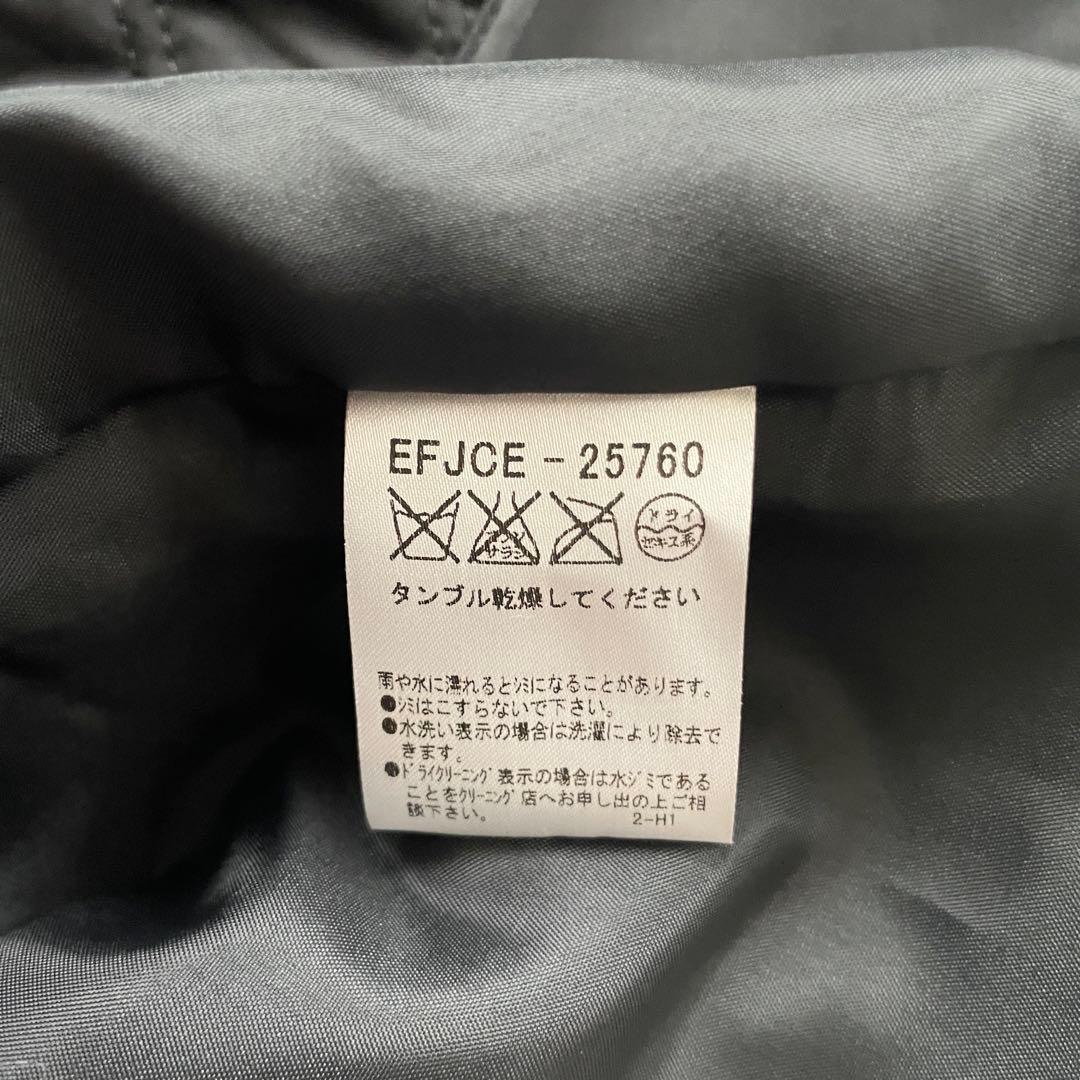 EFJCE-25760
エンソ サラシ ドライ セキユ系
タンブル乾燥してください
雨や水に濡れるとシミになることがあります。
●シミはこすらないで下さい。
●水洗い表示の場合は洗濯により除去で
きます。
●ドライクリーニング表示の場合は水ジミである
ことをクリーニング店へお申し出の上ご相
談下さい。 2-H1